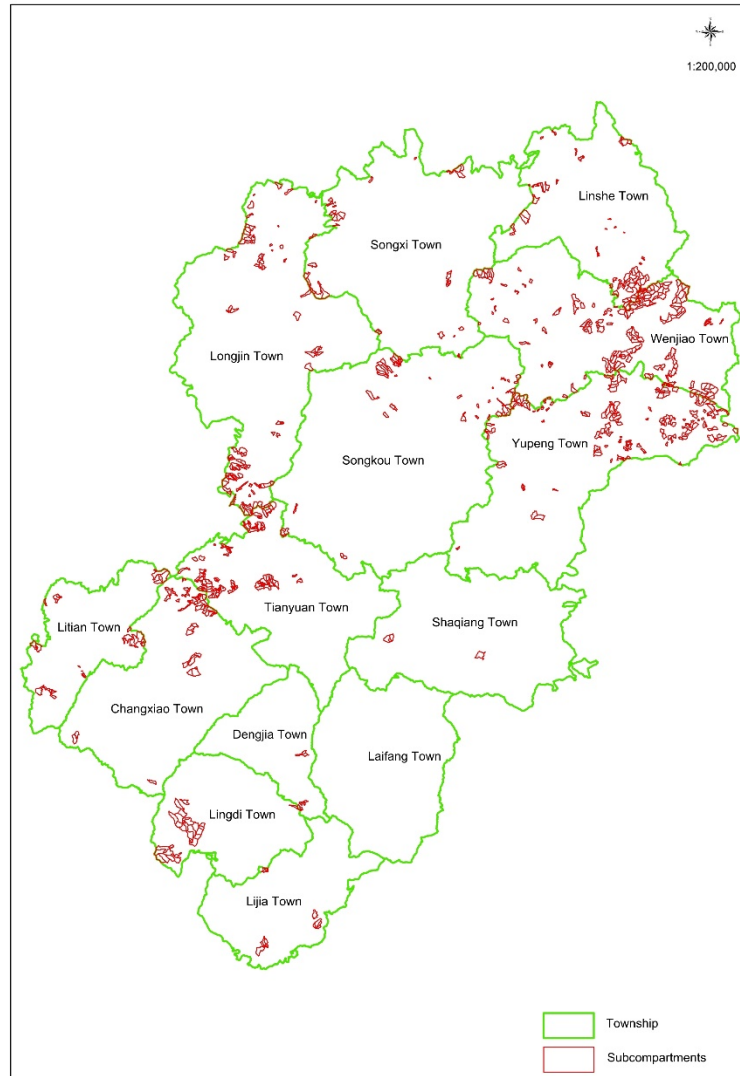 1:200,000
Linshe Town
Songxi Town
Wenjiao Town
Longjin Town
Yupeng Town
Songkou Town
Tianyuan Town
Shaqiang Town
Litian Town
Changxiao Town
Dengjia Town
Laifang Town
Lingdi Town
Lijia Town
Township
Subcompartments